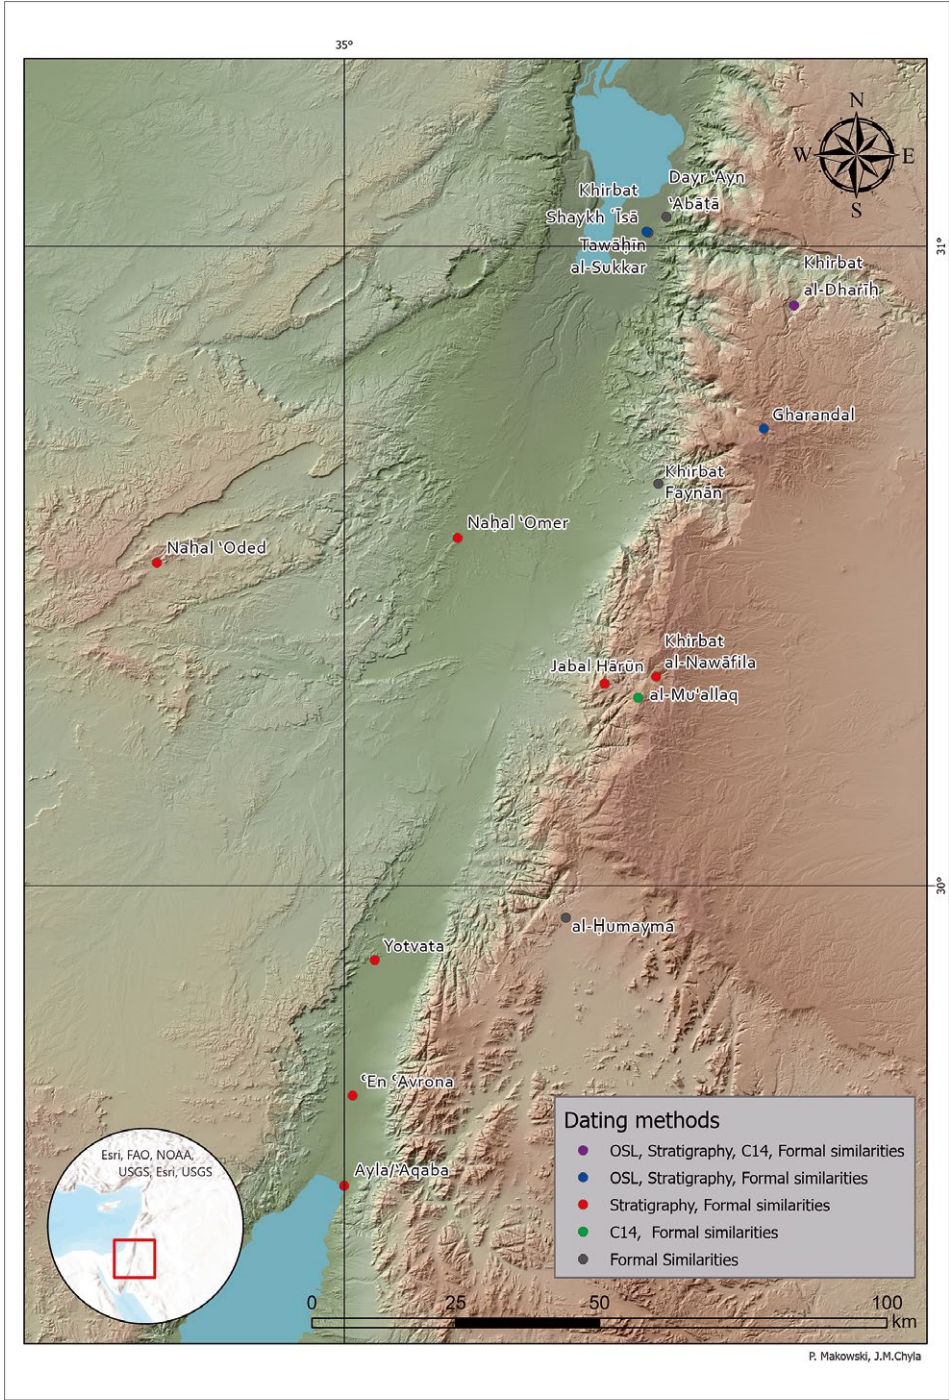 35°
N
W
E
S
Dayr ʿAyn
ʿAbātā
Khirbat
Shaykh ʿĪsā
Tawāḥīn
al-Sukkar
31°
Khirbat
al-Dharīḥ
Gharandal
Khirbat
Faynān
Naḥal ʿOmer
Naḥal ʿOded
Khirbat
al-Nawāfila
Jabal Hārūn
al-Muʿallaq
30°
al-Ḥumayma
Yotvata
ʿEn ʿAvrona
Ayla/ʿAqaba
Dating methods
OSL, Stratigraphy, C14, Formal similarities
OSL, Stratigraphy, Formal similarities
Stratigraphy, Formal similarities
C14, Formal similarities
Formal Similarities
Esri, FAO, NOAA,
USGS, Esri, USGS
0
25
50
100
km
P. Makowski, J.M.Chyla